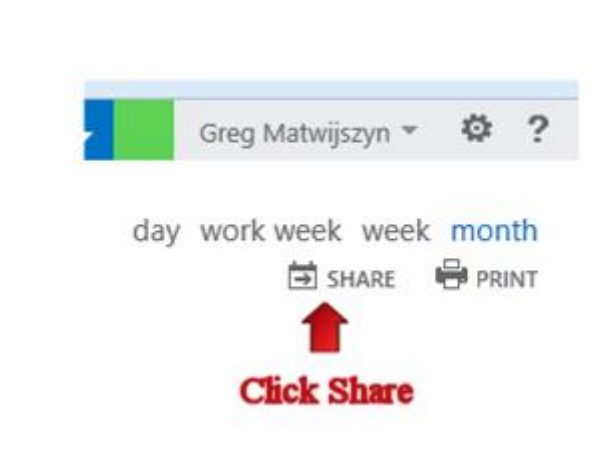 Greg Matwijszyn ?
day work week week month
SHARE PRINT
Click Share